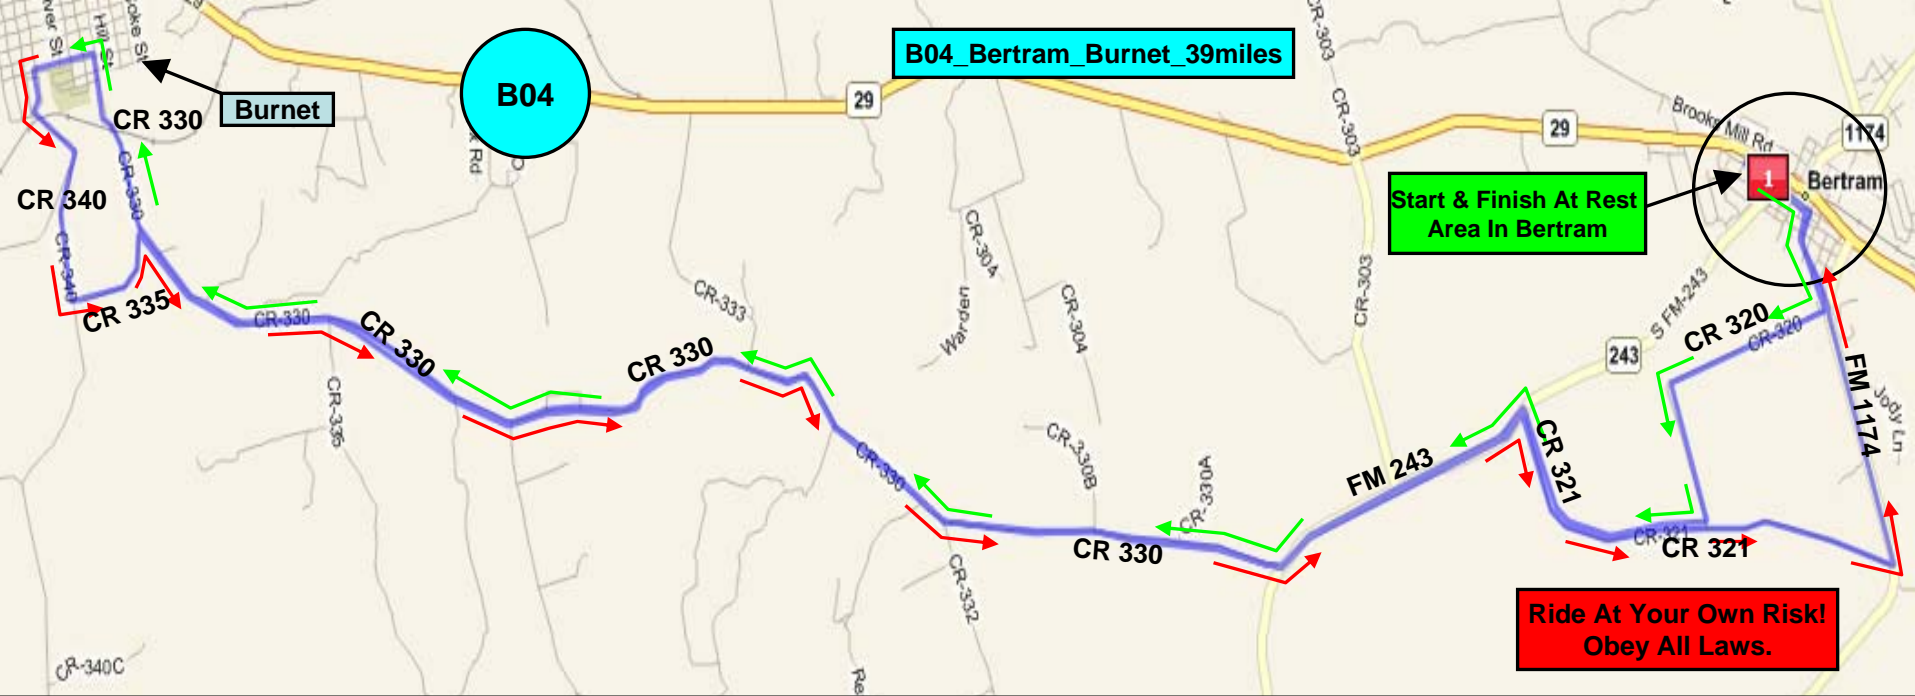 Hill St
CR-303
B04_Bertram_Burnet_39miles
B04
Burnet
CR 330
29
CR-303
29
Brooks Mill Rd
1174
1
Bertram
Start & Finish At Rest
Area In Bertram
CR-330
CR 340
CR-340
CR 335
CR-330
CR 330
CR-333
CR 330
CR-304
Warden
CR-304
CR-303
S FM-243
243
CR 320
CR-320
FM 1174
Jody Ln
CR-335
CR-330
CR-330B
CR-330A
FM 243
CR 321
CR-321
CR 321
CR 330
CR-332
Ride At Your Own Risk!
Obey All Laws.
CR-340C